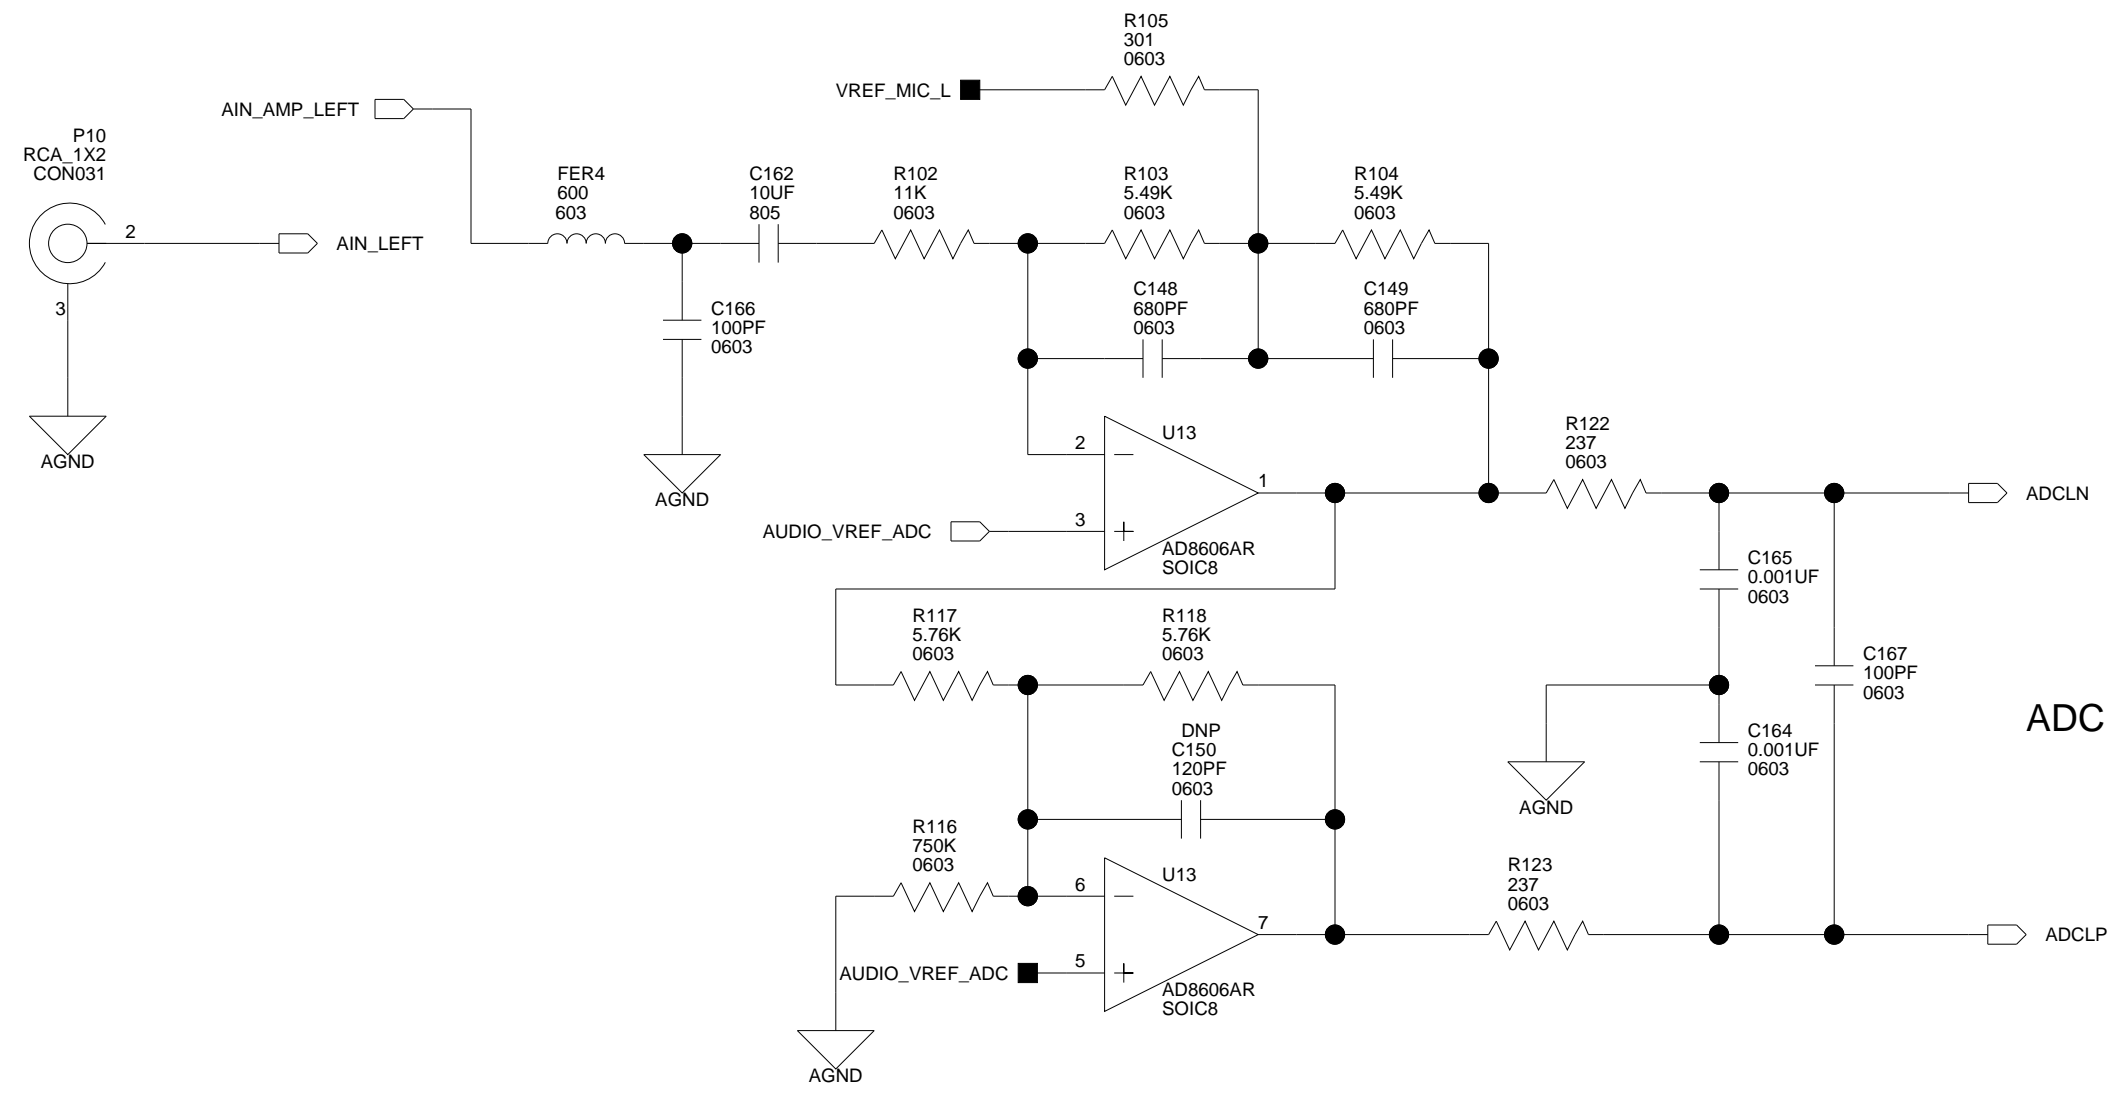 R105
301
0603
VREF_MIC_L
AIN_AMP_LEFT
P10
RCA_1X2
CON031
2
AIN_LEFT
3
AGND
FER4
600
603
C162
10UF
805
R102
11K
0603
R103
5.49K
0603
R104
5.49K
0603
C166
100PF
0603
AGND
C148
680PF
0603
C149
680PF
0603
2
U13
1
3
AUDIO_VREF_ADC
AD8606AR
SOIC8
R122
237
0603
ADCLN
C165
0.001UF
0603
R117
5.76K
0603
R118
5.76K
0603
C167
100PF
0603
ADC
DNP
C150
120PF
0603
C164
0.001UF
0603
AGND
R116
750K
0603
6
U13
7
5
AUDIO_VREF_ADC
AD8606AR
SOIC8
R123
237
0603
ADCLP
AGND